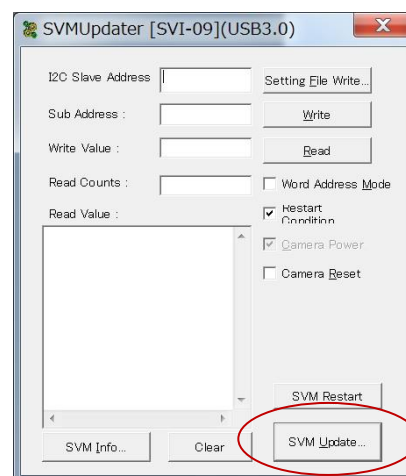 SVMUpdater [SVI-09](USB3.0)
I2C Slave Address
Setting File Write...
Sub Address :
Write
Write Value :
Read
Read Counts :
Word Address Mode
Read Value :
Restart
Condition
Camera Power
Camera Reset
SVM Restart
SVM Info...
Clear
SVM Update...